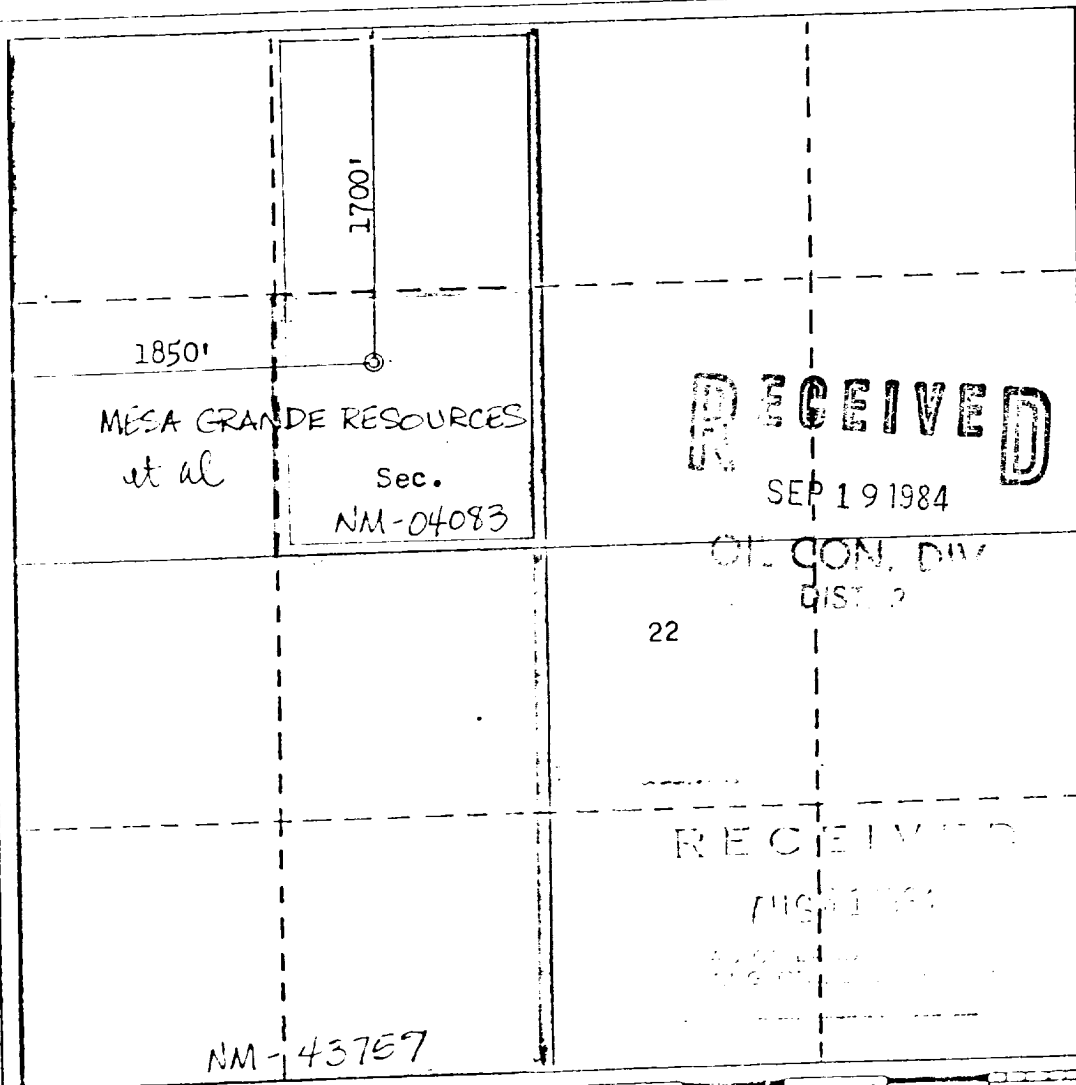 1700'
1850'
MESA GRANDE RESOURCES
et al
Sec.
NM-04083
RECEIVED
SEP 19 1984
OIL CON. DIV
DIST.
22
RECEIVED
NM-43757